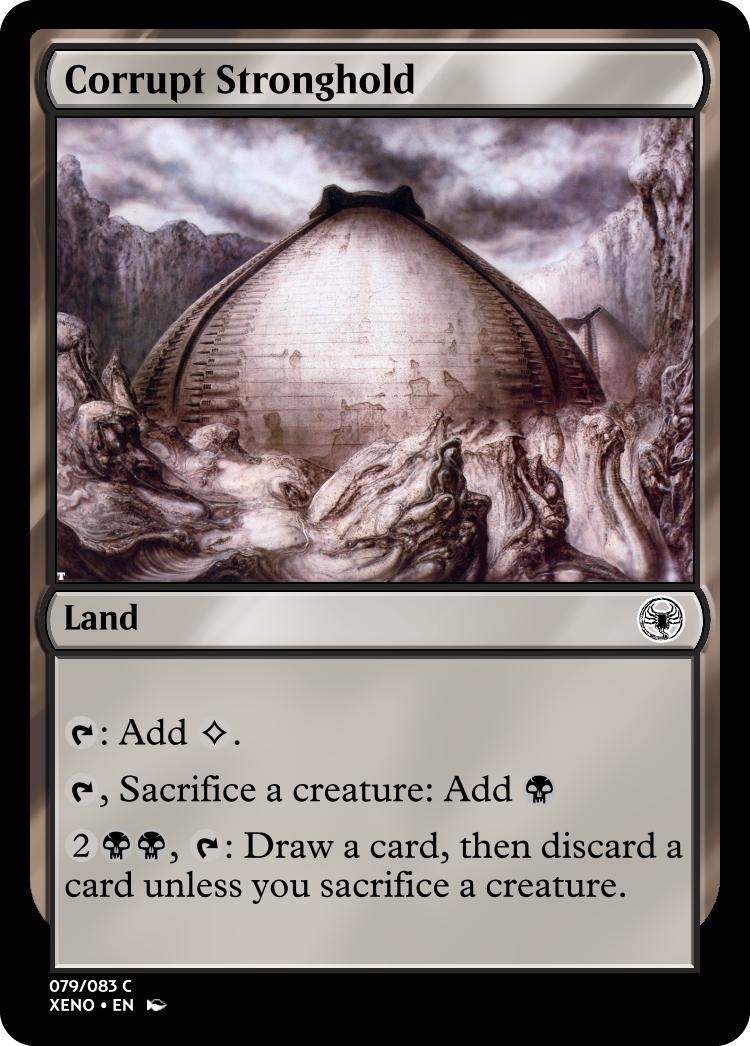 Corrupt Stronghold
T
Land
: Add .
, Sacrifice a creature: Add
2 , : Draw a card, then discard a
card unless you sacrifice a creature.
079/083 C
XENO • EN